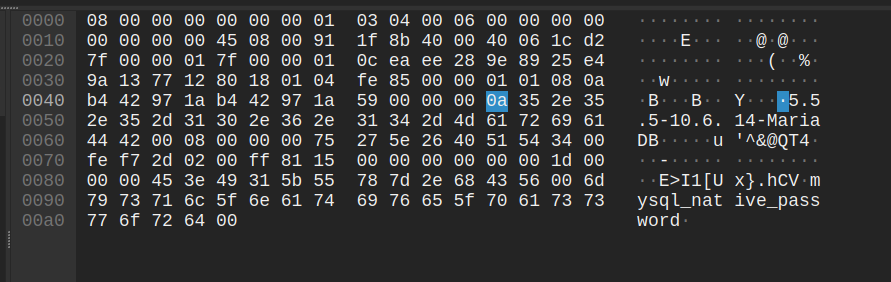 0000 08 00 00 00 00 00 00 01 03 04 00 06 00 00 00 00 ········ ········
0010 00 00 00 00 45 08 00 91 1f 8b 40 00 40 06 1c d2 ····E··· ··@·@···
0020 7f 00 00 01 7f 00 00 01 0c ea ee 28 9e 89 25 e4 ········ ···(··%·
0030 9a 13 77 12 80 18 01 04 fe 85 00 00 01 01 08 0a ··w····· ········
0040 b4 42 97 1a b4 42 97 1a 59 00 00 00 0a 35 2e 35 ·B···B·· Y····5.5
0050 2e 35 2d 31 30 2e 36 2e 31 34 2d 4d 61 72 69 61 .5-10.6. 14-Maria
0060 44 42 00 08 00 00 00 75 27 5e 26 40 51 54 34 00 DB·····u '^&@QT4·
0070 fe f7 2d 02 00 ff 81 15 00 00 00 00 00 00 1d 00 ··-····· ········
0080 00 00 45 3e 49 31 5b 55 78 7d 2e 68 43 56 00 6d ··E>I1[U x}.hCV·m
0090 79 73 71 6c 5f 6e 61 74 69 76 65 5f 70 61 73 73 ysql_nat ive_pass
00a0 77 6f 72 64 00 word·